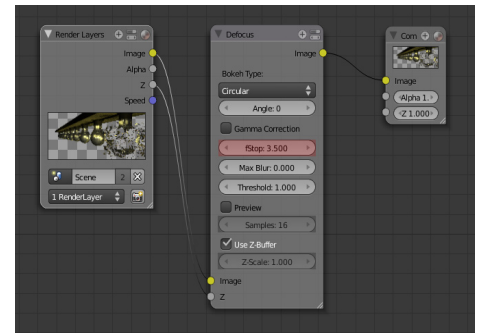 Render Layers
Image
Alpha
Z
Speed
Scene
2
1 RenderLayer
Defocus
Image
Bokeh Type:
Circular
Angle: 0
Gamma Correction
fStop: 3.500
Max Blur: 0.000
Threshold: 1.000
Preview
Samples: 16
Use Z-Buffer
Z-Scale: 1.000
Image
Z
Com
Image
Alpha 1.
Z 1.000